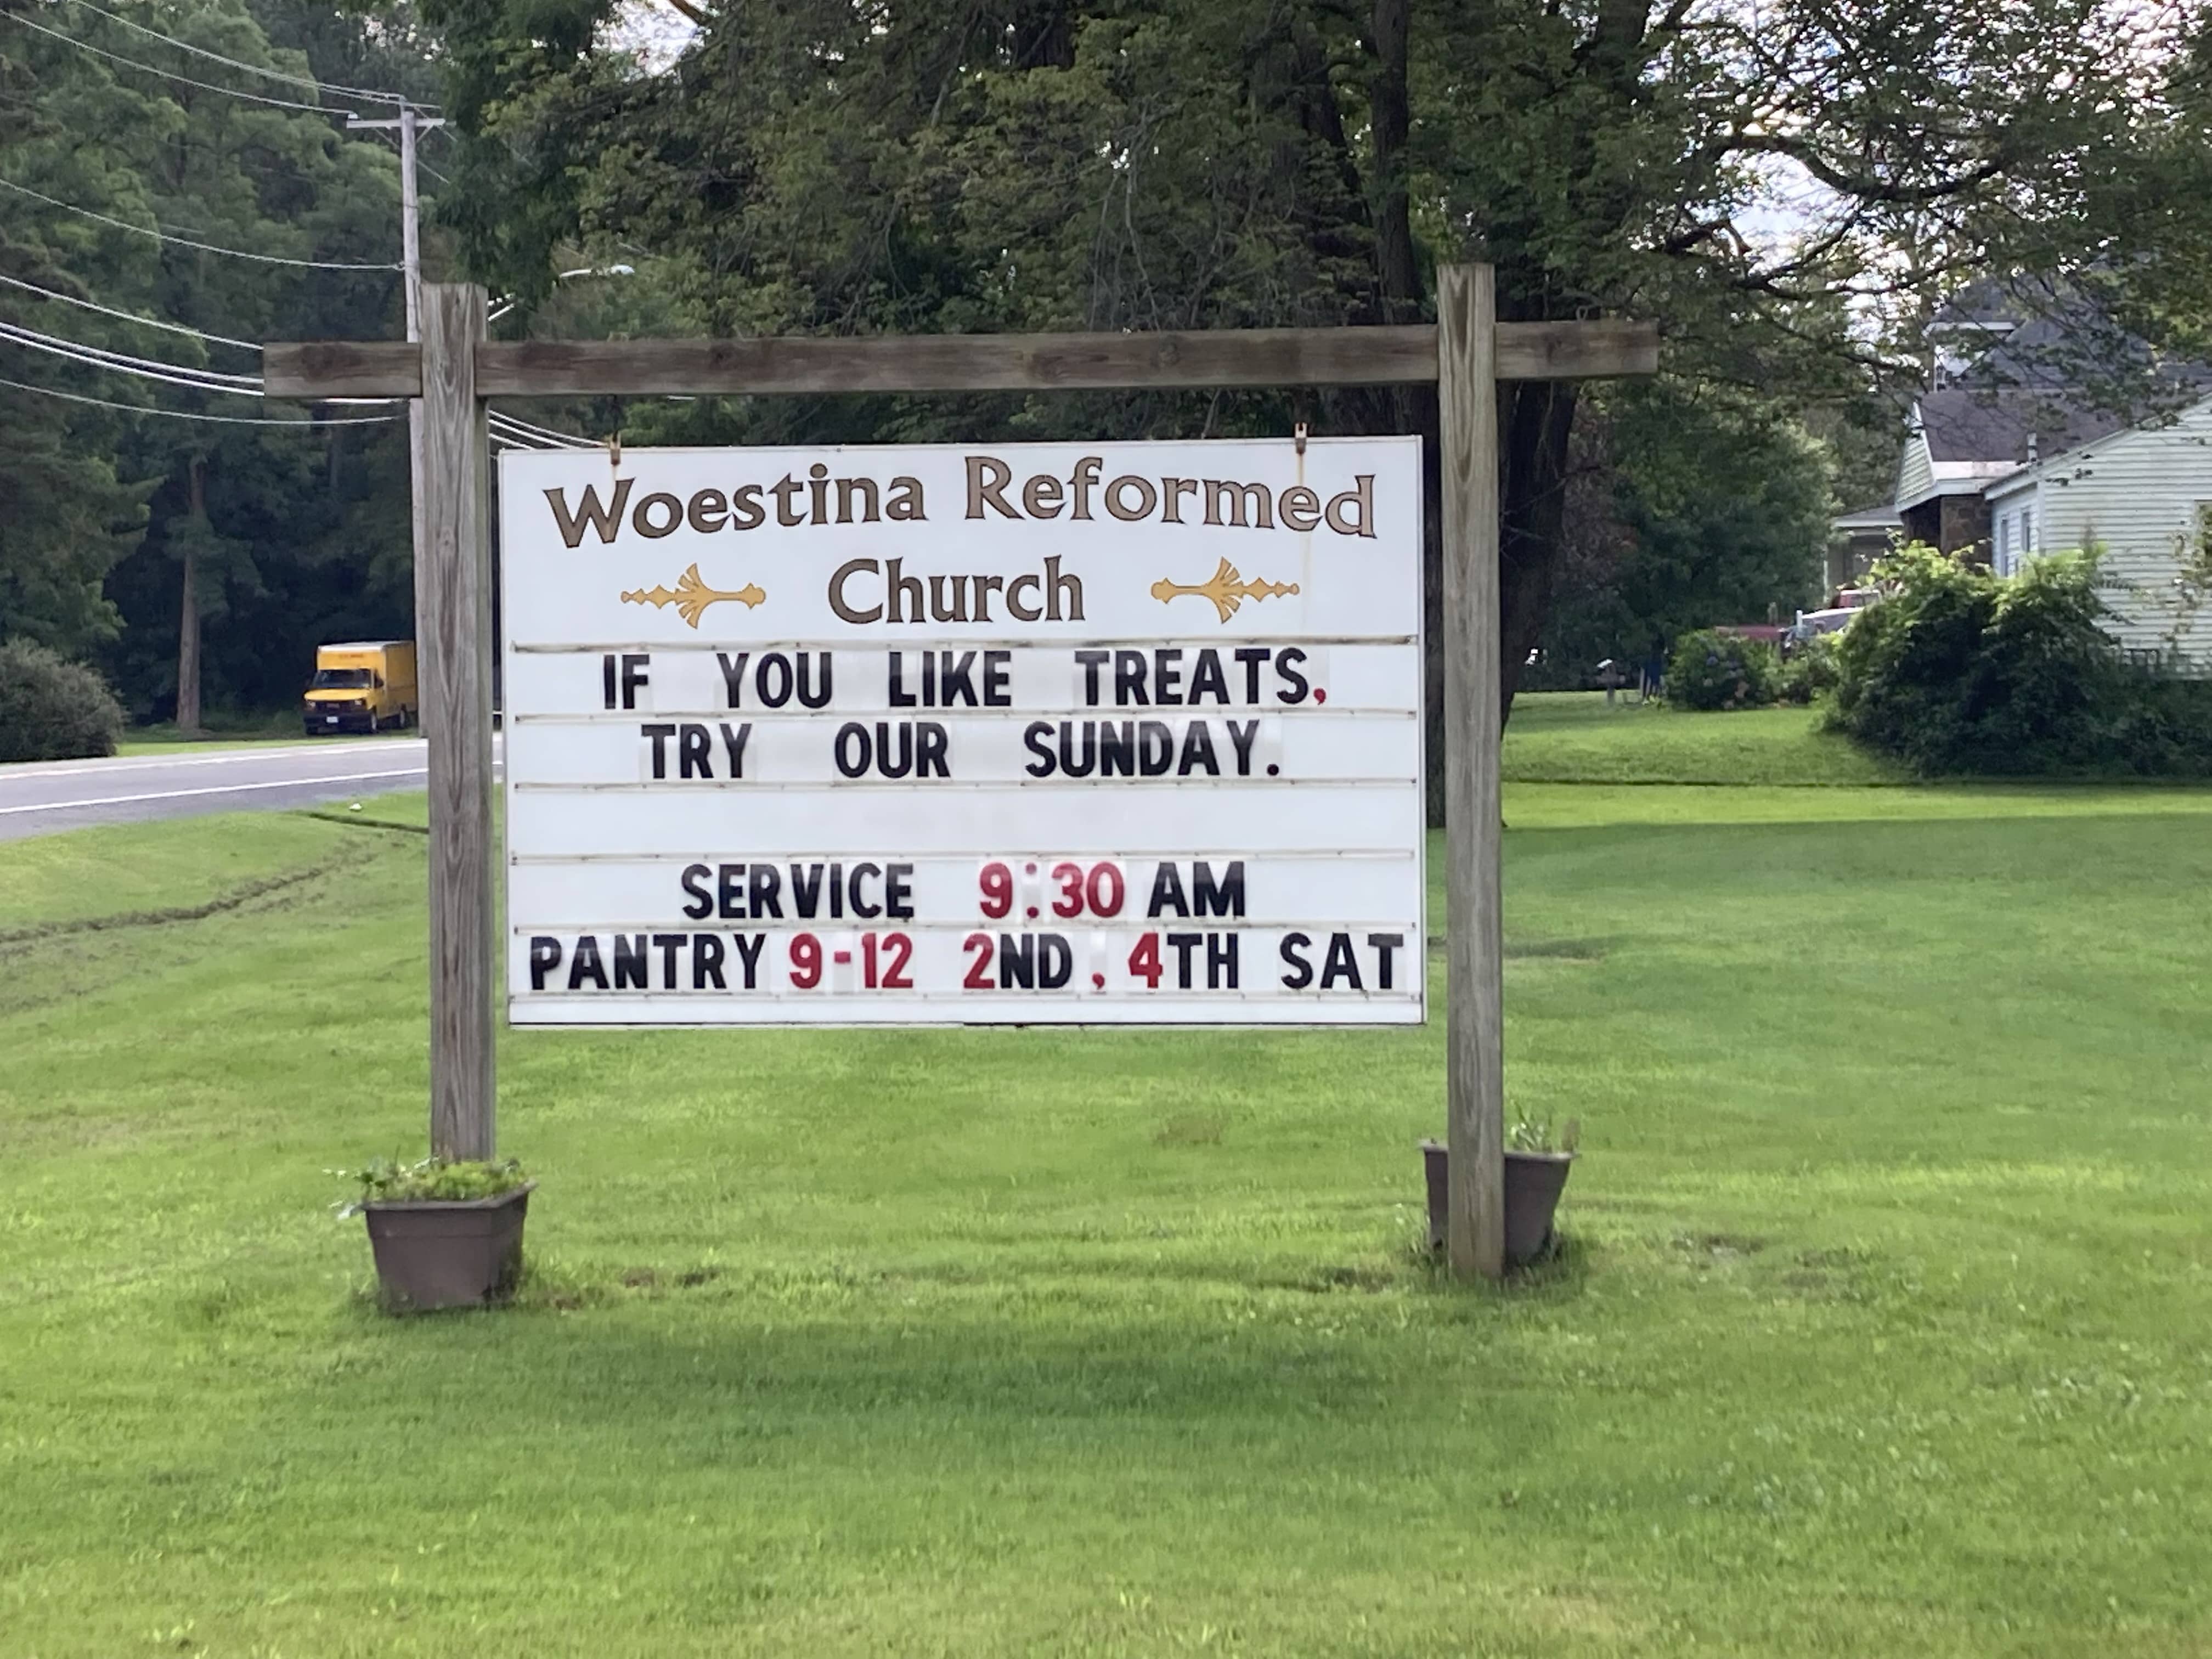 Woestina Reformed
Church
IF YOU LIKE TREATS,
TRY OUR SUNDAY.
SERVICE 9:30 AM
PANTRY 9-12 2ND, 4TH SAT